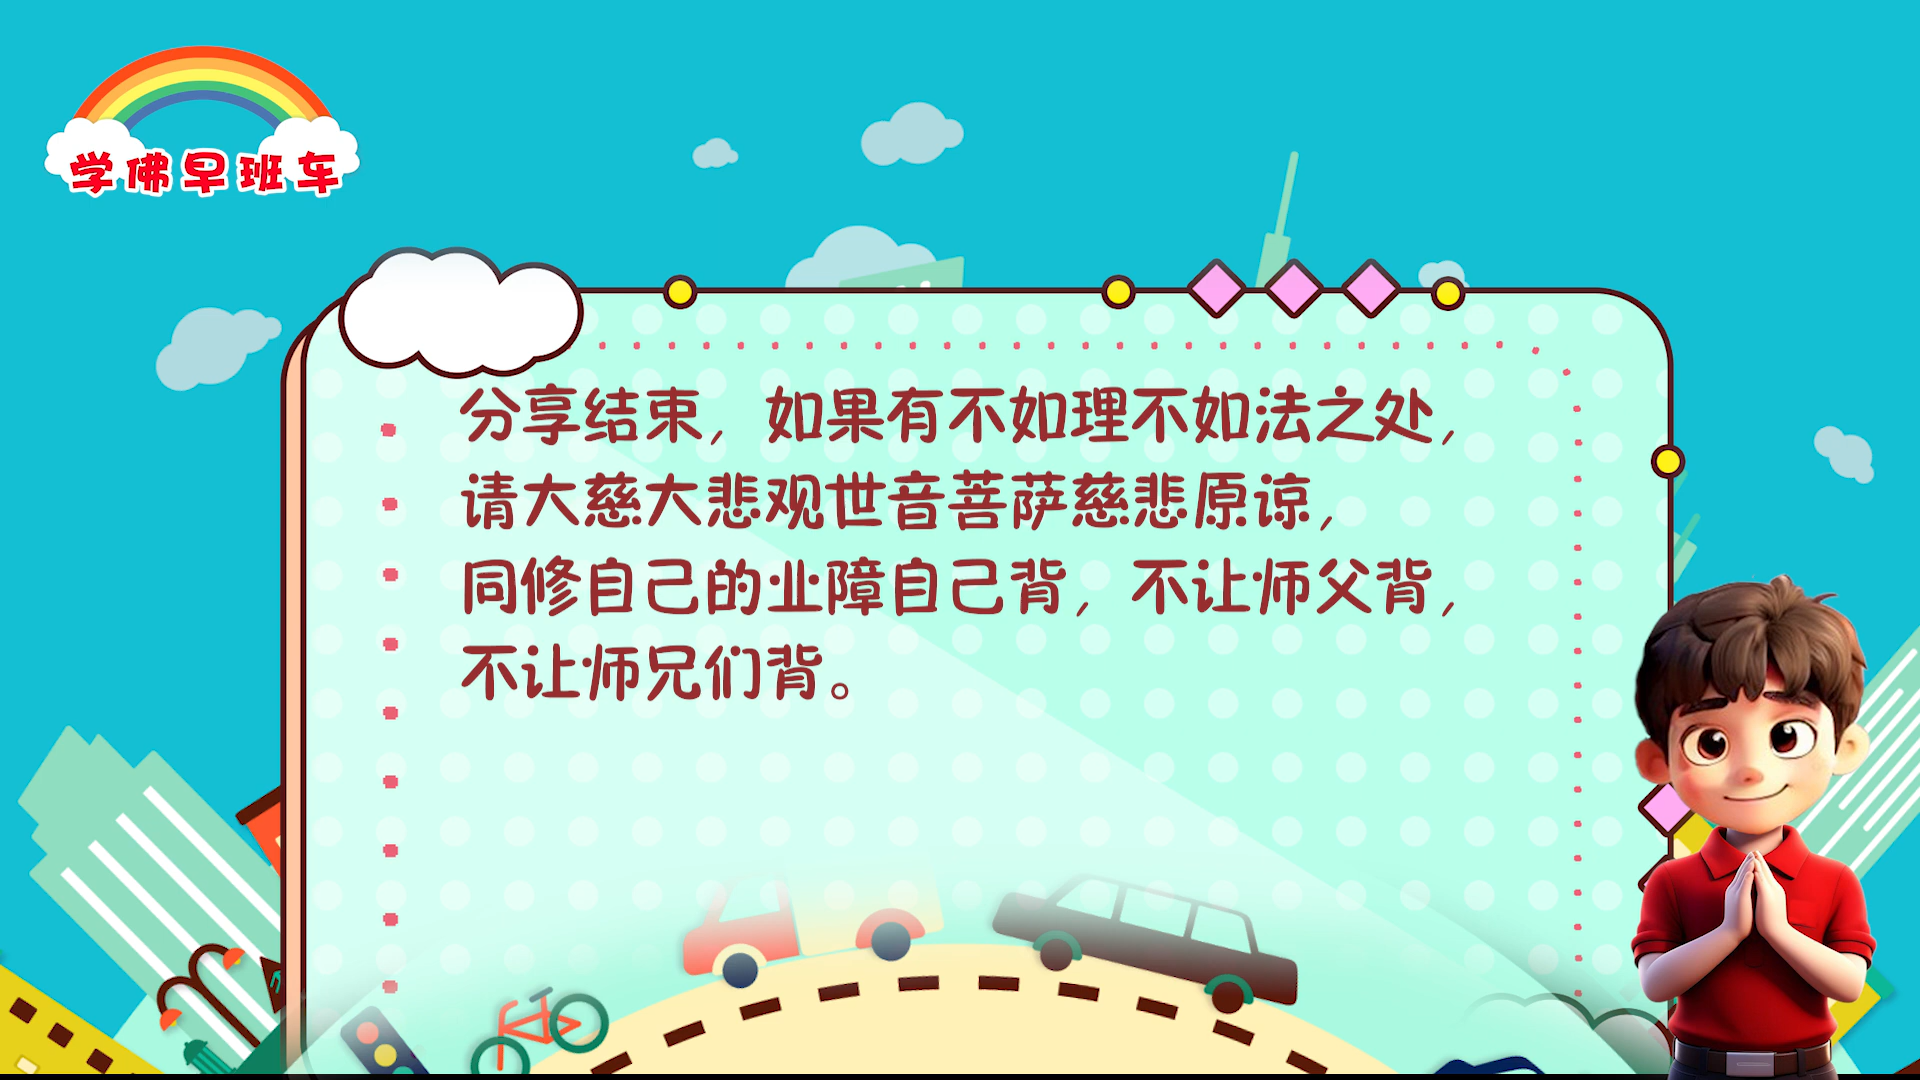 学佛早班车
分享结束，如果有不如理不如法之处，
请大慈大悲观世音菩萨慈悲原谅，
同修自己的业障自己背，不让师父背，
不让师兄们背。